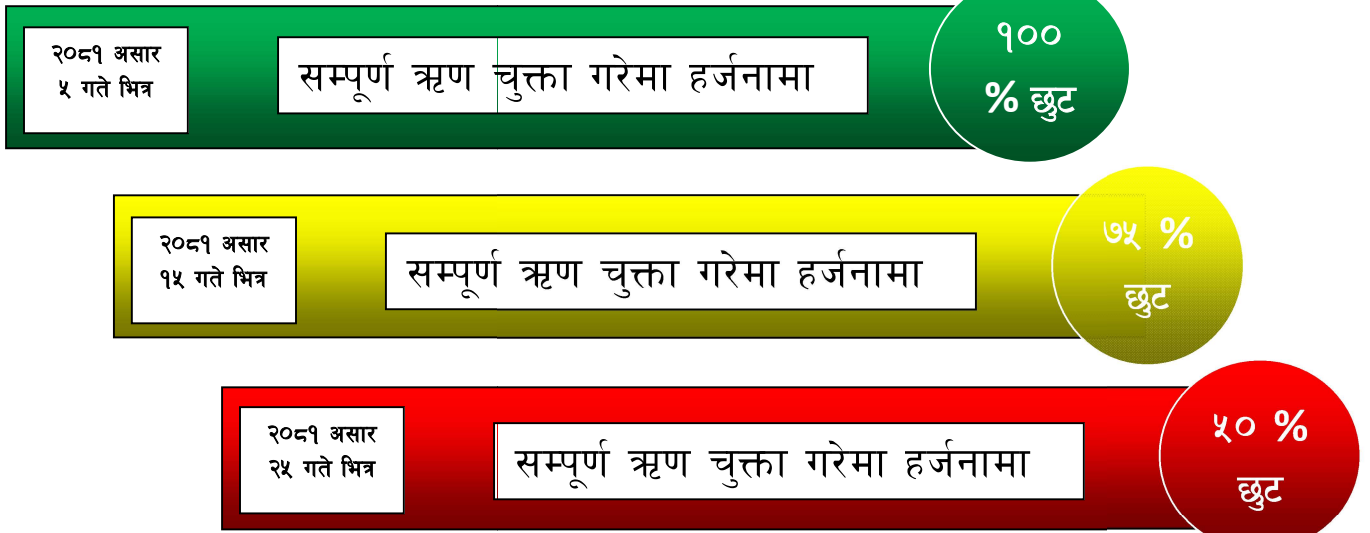 २०८१ असार
५ गते भित्र
सम्पूर्ण ऋण चुक्ता गरेमा हर्जनामा
१००
% छुट
२०८१ असार
१५ गते भित्र
सम्पूर्ण ऋण चुक्ता गरेमा हर्जनामा
७५ %
छुट
२०८१ असार
२५ गते भित्र
सम्पूर्ण ऋण चुक्ता गरेमा हर्जनामा
५० %
छुट